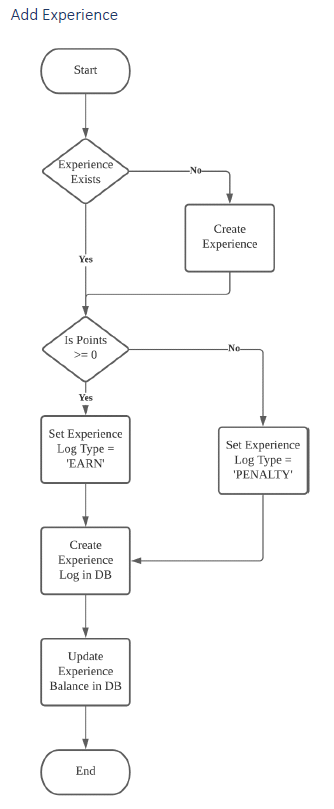 Add Experience
Start
Experience
Exists
No
Create
Experience
Yes
Is Points
>= 0
No
Yes
Set Experience
Log Type =
'EARN'
Set Experience
Log Type =
'PENALTY'
Create
Experience
Log in DB
Update
Experience
Balance in DB
End